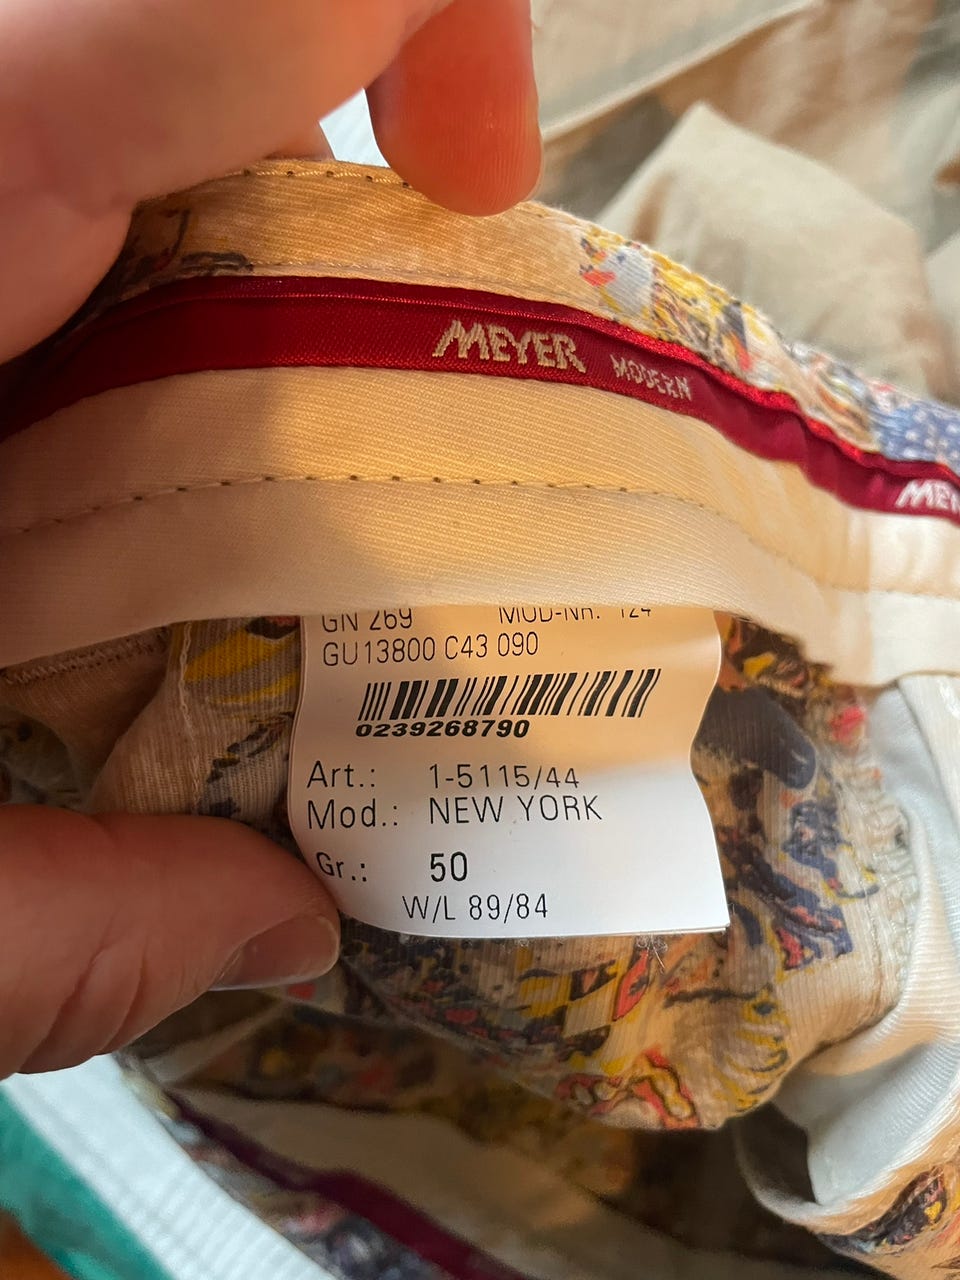 MEYER MODERN
GN 269 MOD-NR. 124
GU13800 C43 090
0239268790
Art.: 1-5115/44
Mod.: NEW YORK
Gr.: 50
W/L 89/84